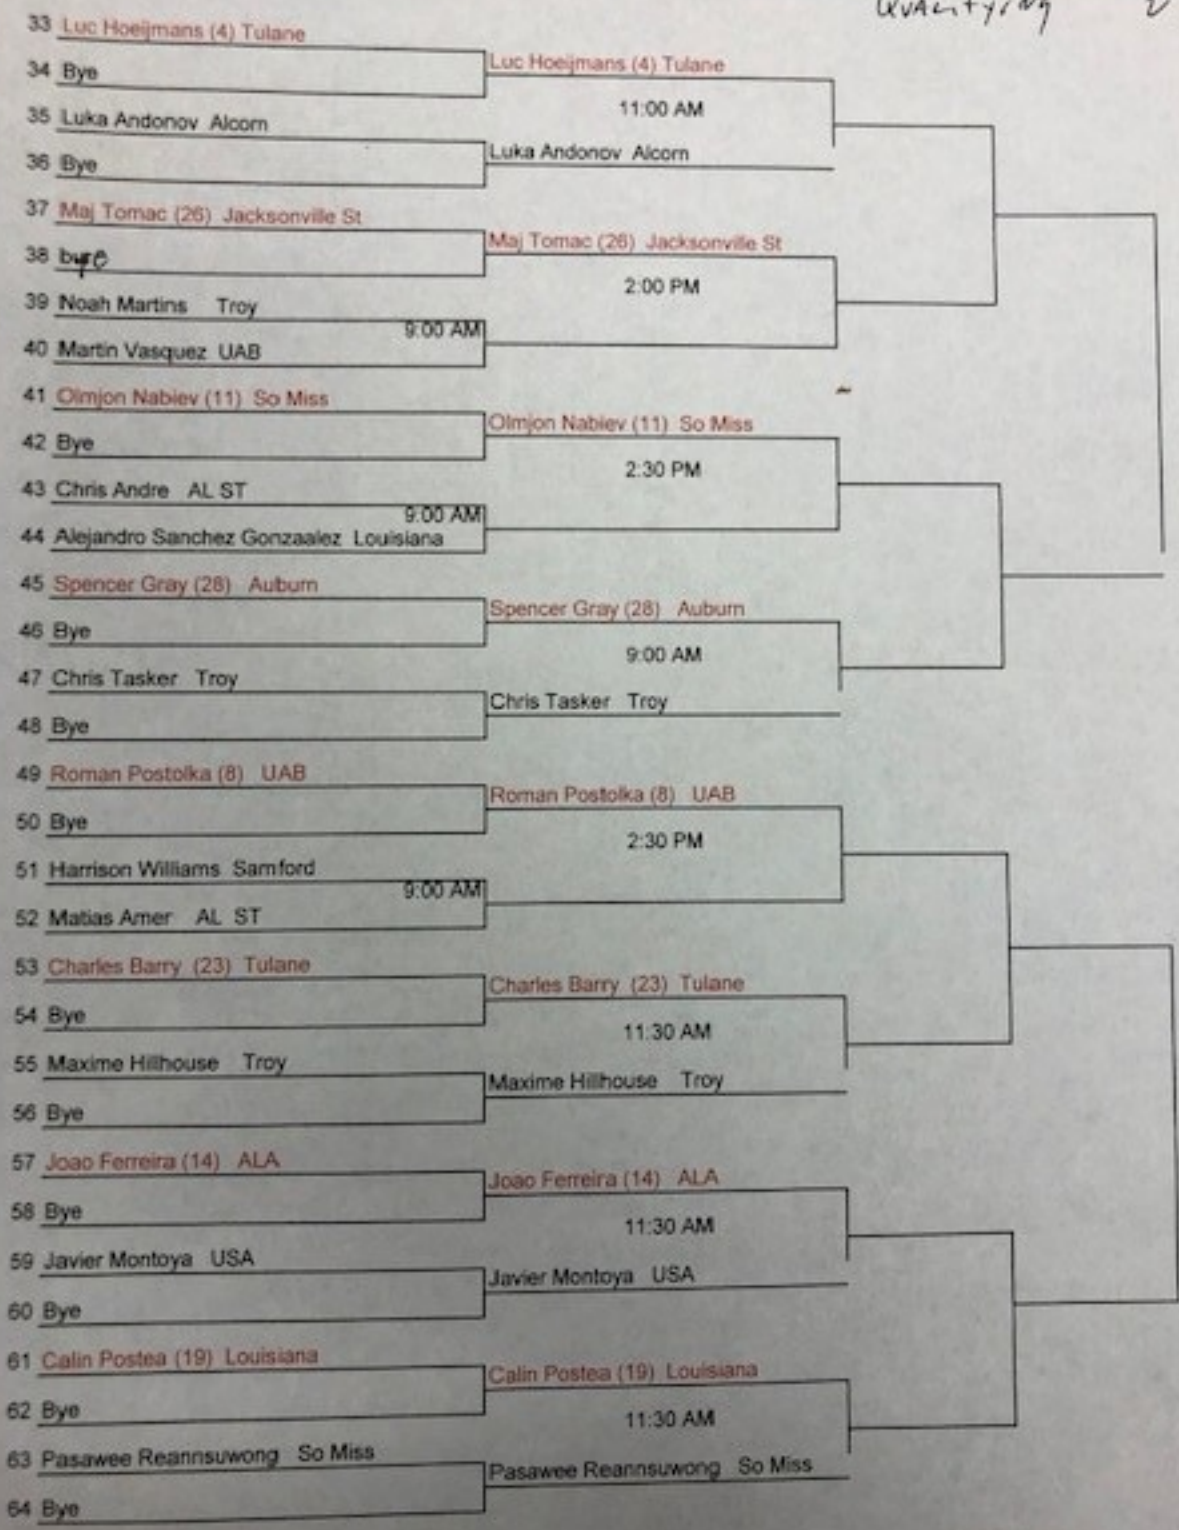 Qualifying 2
33 Luc Hoeijmans (4) Tulane
Luc Hoeijmans (4) Tulane
34 Bye
11:00 AM
35 Luka Andonov Alcorn
Luka Andonov Alcorn
36 Bye
37 Maj Tomac (26) Jacksonville St
Maj Tomac (26) Jacksonville St
38 bye
2:00 PM
39 Noah Martins Troy
9:00 AM
40 Martin Vasquez UAB
41 Olmjon Nabiev (11) So Miss
Olmjon Nabiev (11) So Miss
42 Bye
2:30 PM
43 Chris Andre AL ST
9:00 AM
44 Alejandro Sanchez Gonzaalez Louisiana
45 Spencer Gray (28) Auburn
Spencer Gray (28) Auburn
46 Bye
9:00 AM
47 Chris Tasker Troy
Chris Tasker Troy
48 Bye
49 Roman Postolka (8) UAB
Roman Postolka (8) UAB
50 Bye
2:30 PM
51 Harrison Williams Samford
9:00 AM
52 Matias Amer AL ST
53 Charles Barry (23) Tulane
Charles Barry (23) Tulane
54 Bye
11:30 AM
55 Maxime Hillhouse Troy
Maxime Hillhouse Troy
56 Bye
57 Joao Ferreira (14) ALA
Joao Ferreira (14) ALA
58 Bye
11:30 AM
59 Javier Montoya USA
Javier Montoya USA
60 Bye
61 Calin Postea (19) Louisiana
Calin Postea (19) Louisiana
62 Bye
11:30 AM
63 Pasawee Reannsuwong So Miss
Pasawee Reannsuwong So Miss
64 Bye